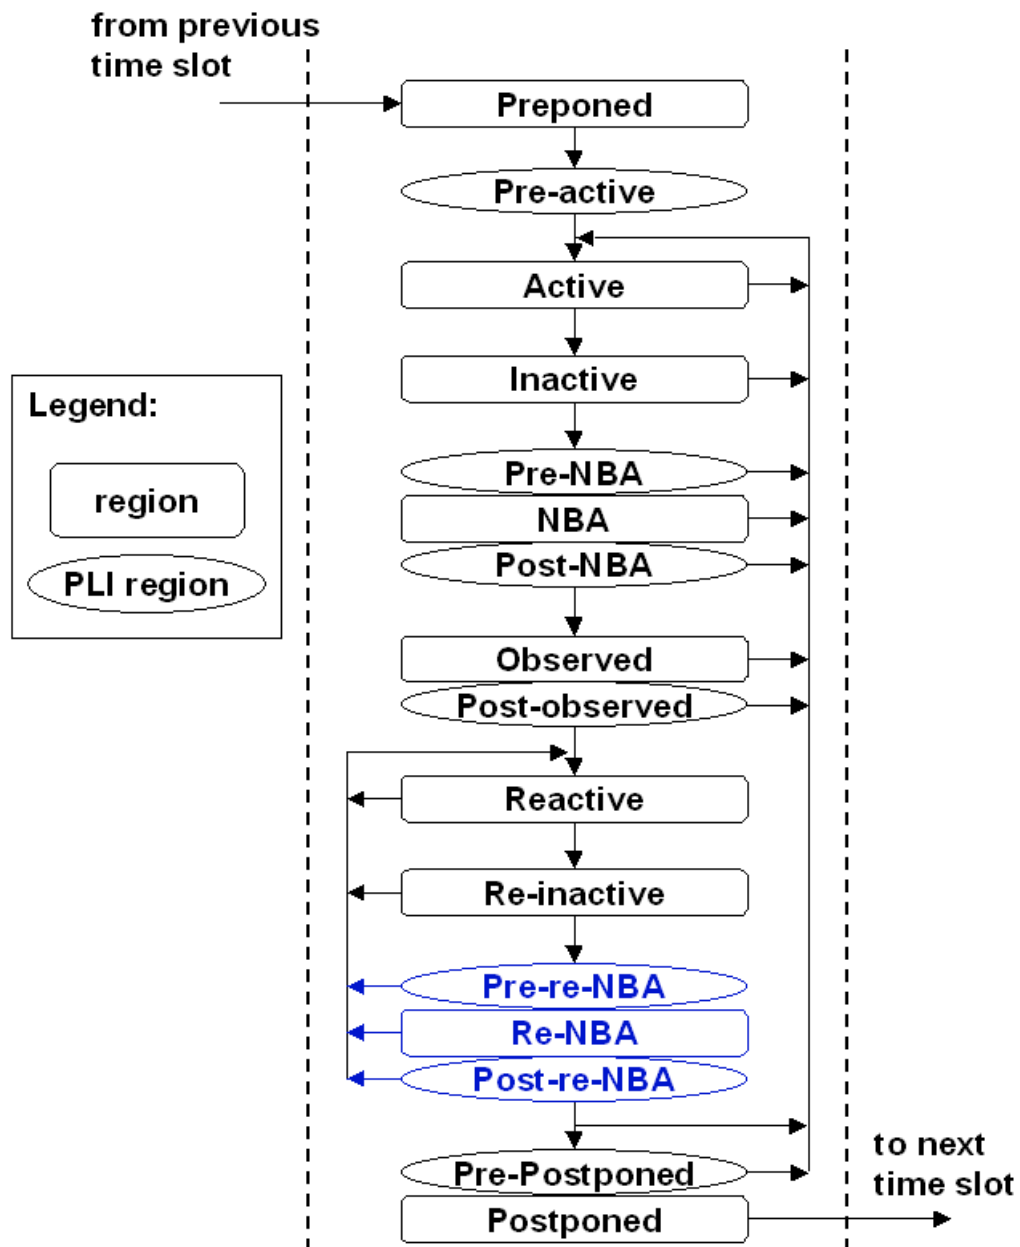 from previous
time slot
Preponed
Pre-active
Active
Inactive
Legend:
region
PLI region
Pre-NBA
NBA
Post-NBA
Observed
Post-observed
Reactive
Re-inactive
Pre-re-NBA
Re-NBA
Post-re-NBA
Pre-Postponed
Postponed
to next
time slot